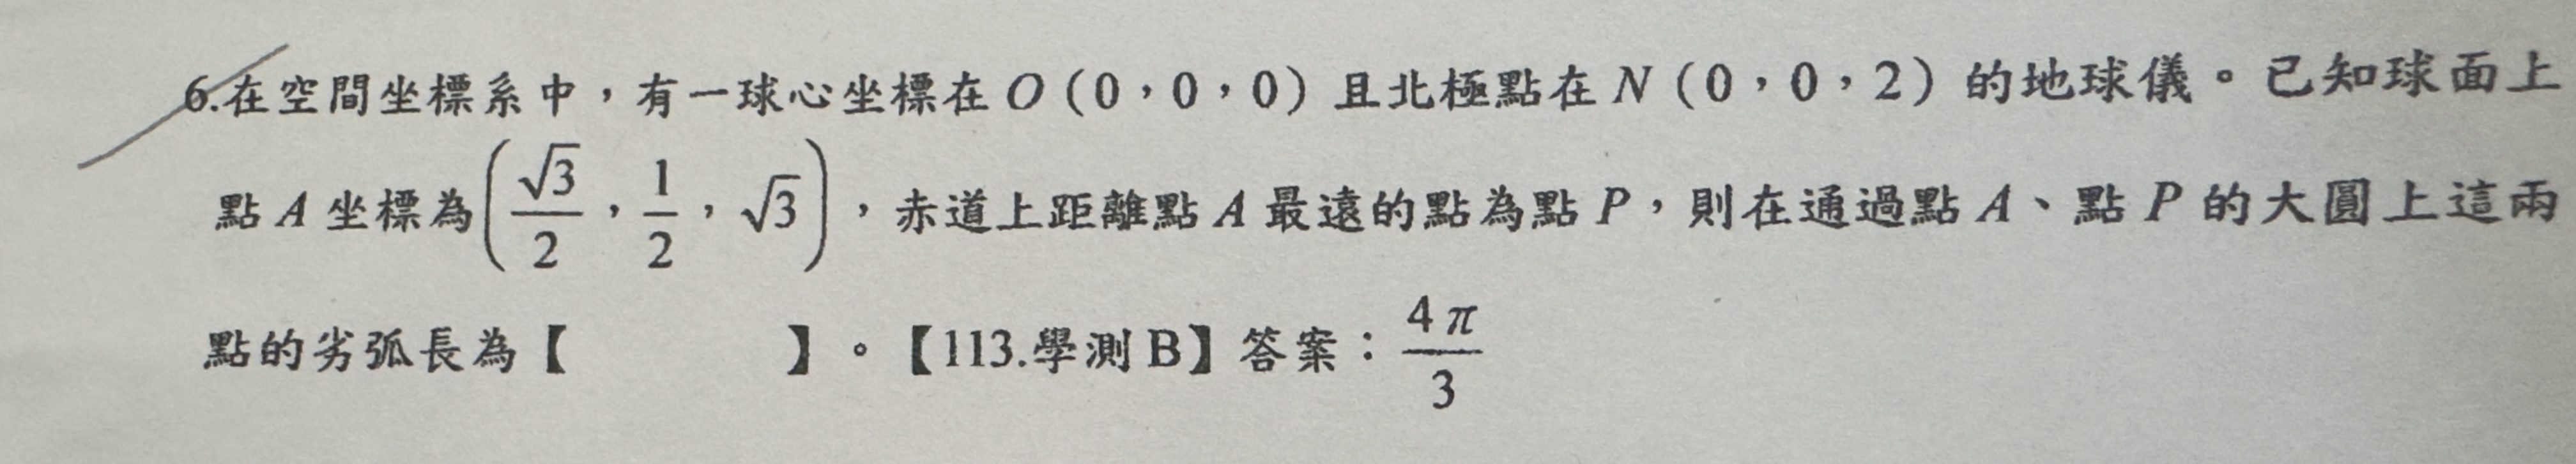 6.在空間坐標系中，有一球心坐標在 O（0，0，0）且北極點在 N（0，0，2）的地球儀。已知球面上
點 A 坐標為(√3/2，1/2，√3)，赤道上距離點 A 最遠的點為點 P，則在通過點 A、點 P 的大圓上這兩
點的劣弧長為【　　　　】。【113.學測 B】答案：4π/3